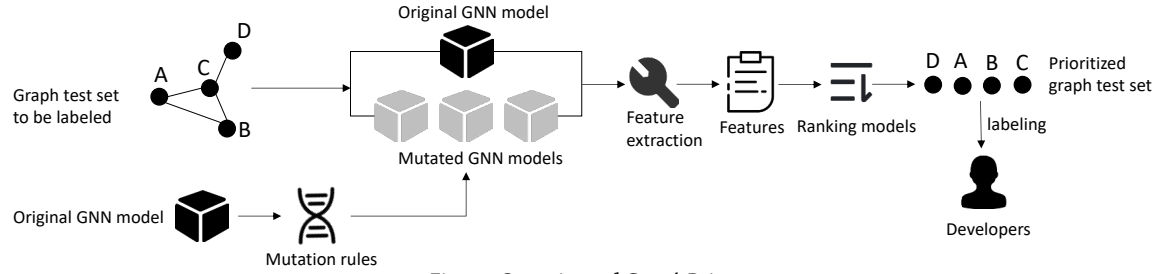 Original GNN model
D
A
C
B
Graph test set
to be labeled
Mutated GNN models
Feature
extraction
Features
Ranking models
D A B C
Prioritized
graph test set
labeling
Developers
Original GNN model
Mutation rules